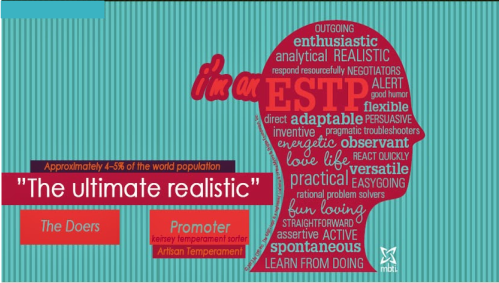 OUTGOING
enthusiastic
analytical REALISTIC
respond resourcefully NEGOTIATORS
ALERT
good humor
i'm an ESTP
flexible
direct adaptable PERSUASIVE
inventive pragmatic troubleshooters
energetic observant
love life REACT QUICKLY
versatile
practical EASYGOING
rational problem solvers
fun loving
STRAIGHTFORWARD
assertive ACTIVE
spontaneous
LEARN FROM DOING
mbti
Approximately 4-5% of the world population
"The ultimate realistic"
The Doers
Promoter
keirsey temperament sorter
Artisan Temperament